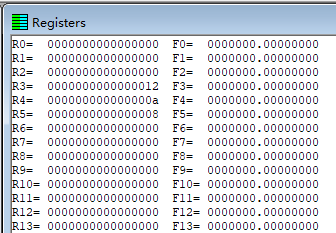 Registers
R0= 0000000000000000 F0= 0000000.00000000
R1= 0000000000000000 F1= 0000000.00000000
R2= 0000000000000000 F2= 0000000.00000000
R3= 0000000000000012 F3= 0000000.00000000
R4= 000000000000000a F4= 0000000.00000000
R5= 0000000000000008 F5= 0000000.00000000
R6= 0000000000000000 F6= 0000000.00000000
R7= 0000000000000000 F7= 0000000.00000000
R8= 0000000000000000 F8= 0000000.00000000
R9= 0000000000000000 F9= 0000000.00000000
R10= 0000000000000000 F10= 0000000.00000000
R11= 0000000000000000 F11= 0000000.00000000
R12= 0000000000000000 F12= 0000000.00000000
R13= 0000000000000000 F13= 0000000.00000000